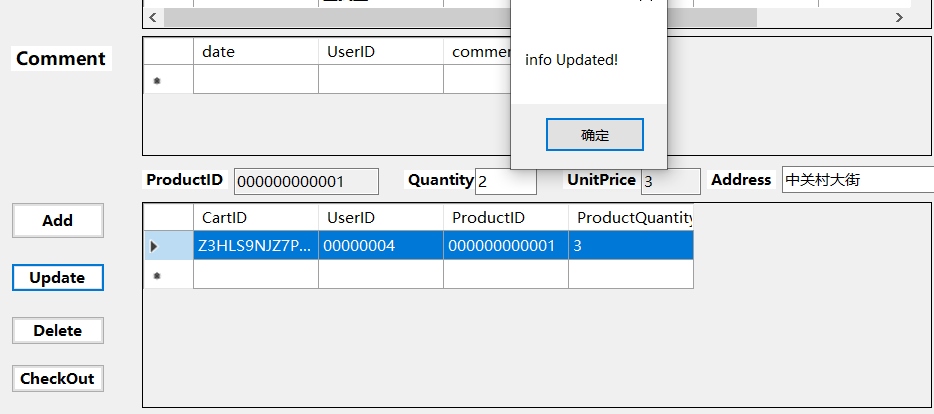 Comment
date UserID commen
info Updated!
确定
ProductID 000000000001 Quantity 2 UnitPrice 3 Address 中关村大街
Add
CartID UserID ProductID ProductQuantity
Z3HLS9NJZ7P... 00000004 000000000001 3
Update
Delete
CheckOut